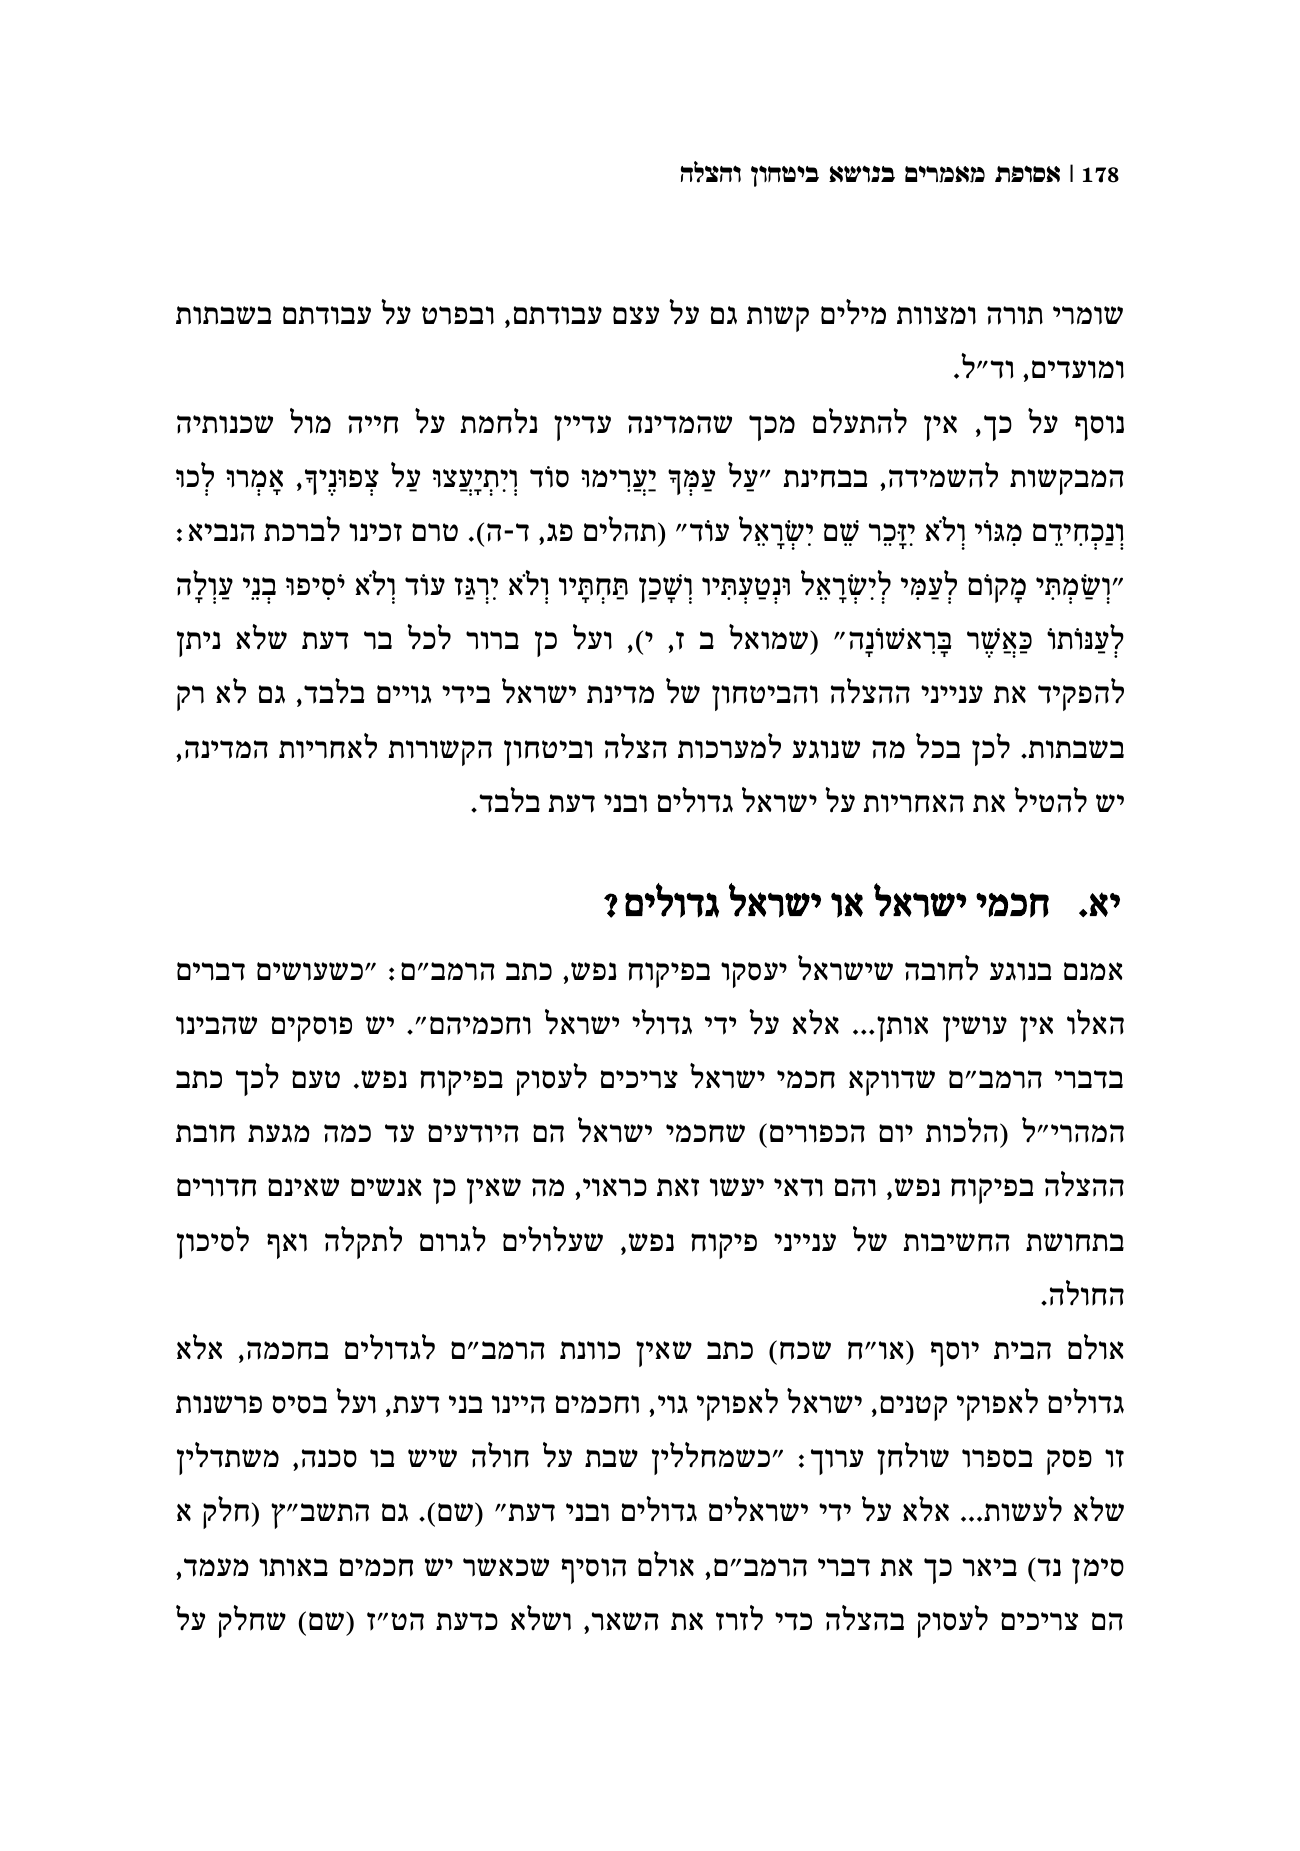 178 | אסופת מאמרים בנושא ביטחון והצלה
שומרי תורה ומצוות מילים קשות גם על עצם עבודתם, ובפרט על עבודתם בשבתות
ומועדים, וד״ל.
נוסף על כך, אין להתעלם מכך שהמדינה עדיין נלחמת על חייה מול שכנותיה
המבקשות להשמידה, בבחינת ״עַל עַמְּךָ יַעֲרִימוּ סוֹד וְיִתְיָעֲצוּ עַל צְפוּנֶיךָ, אָמְרוּ לְכוּ
וְנַכְחִידֵם מִגּוֹי וְלֹא יִזָּכֵר שֵׁם יִשְׂרָאֵל עוֹד״ (תהלים פג, ד-ה). טרם זכינו לברכת הנביא:
״וְשַׂמְתִּי מָקוֹם לְעַמִּי לְיִשְׂרָאֵל וּנְטַעְתִּיו וְשָׁכַן תַּחְתָּיו וְלֹא יִרְגַּז עוֹד וְלֹא יֹסִיפוּ בְנֵי עַוְלָה
לְעַנּוֹתוֹ כַּאֲשֶׁר בָּרִאשׁוֹנָה״ (שמואל ב ז, י), ועל כן ברור לכל בר דעת שלא ניתן
להפקיד את ענייני ההצלה והביטחון של מדינת ישראל בידי גויים בלבד, גם לא רק
בשבתות. לכן בכל מה שנוגע למערכות הצלה וביטחון הקשורות לאחריות המדינה,
יש להטיל את האחריות על ישראל גדולים ובני דעת בלבד.
יא. חכמי ישראל או ישראל גדולים?
אמנם בנוגע לחובה שישראל יעסקו בפיקוח נפש, כתב הרמב״ם: ״כשעושים דברים
האלו אין עושין אותן... אלא על ידי גדולי ישראל וחכמיהם״. יש פוסקים שהבינו
בדברי הרמב״ם שדווקא חכמי ישראל צריכים לעסוק בפיקוח נפש. טעם לכך כתב
המהרי״ל (הלכות יום הכפורים) שחכמי ישראל הם היודעים עד כמה מגעת חובת
ההצלה בפיקוח נפש, והם ודאי יעשו זאת כראוי, מה שאין כן אנשים שאינם חדורים
בתחושת החשיבות של ענייני פיקוח נפש, שעלולים לגרום לתקלה ואף לסיכון
החולה.
אולם הבית יוסף (או״ח שכח) כתב שאין כוונת הרמב״ם לגדולים בחכמה, אלא
גדולים לאפוקי קטנים, ישראל לאפוקי גוי, וחכמים היינו בני דעת, ועל בסיס פרשנות
זו פסק בספרו שולחן ערוך: ״כשמחללין שבת על חולה שיש בו סכנה, משתדלין
שלא לעשות... אלא על ידי ישראלים גדולים ובני דעת״ (שם). גם התשב״ץ (חלק א
סימן נד) ביאר כך את דברי הרמב״ם, אולם הוסיף שכאשר יש חכמים באותו מעמד,
הם צריכים לעסוק בהצלה כדי לזרז את השאר, ושלא כדעת הט״ז (שם) שחלק על